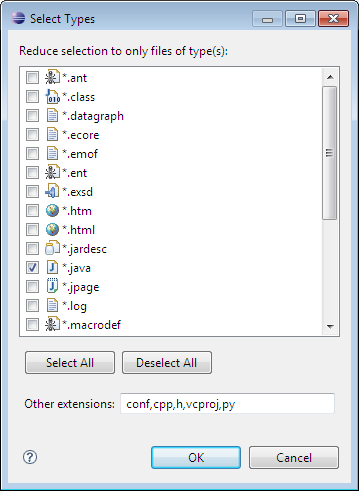 Select Types
Reduce selection to only files of type(s):
*.ant
*.class
*.datagraph
*.ecore
*.emof
*.ent
*.exsd
*.htm
*.html
*.jardesc
*.java
*.jpage
*.log
*.macrodef
Select All Deselect All
Other extensions: conf,cpp,h,vcproj,py
OK Cancel